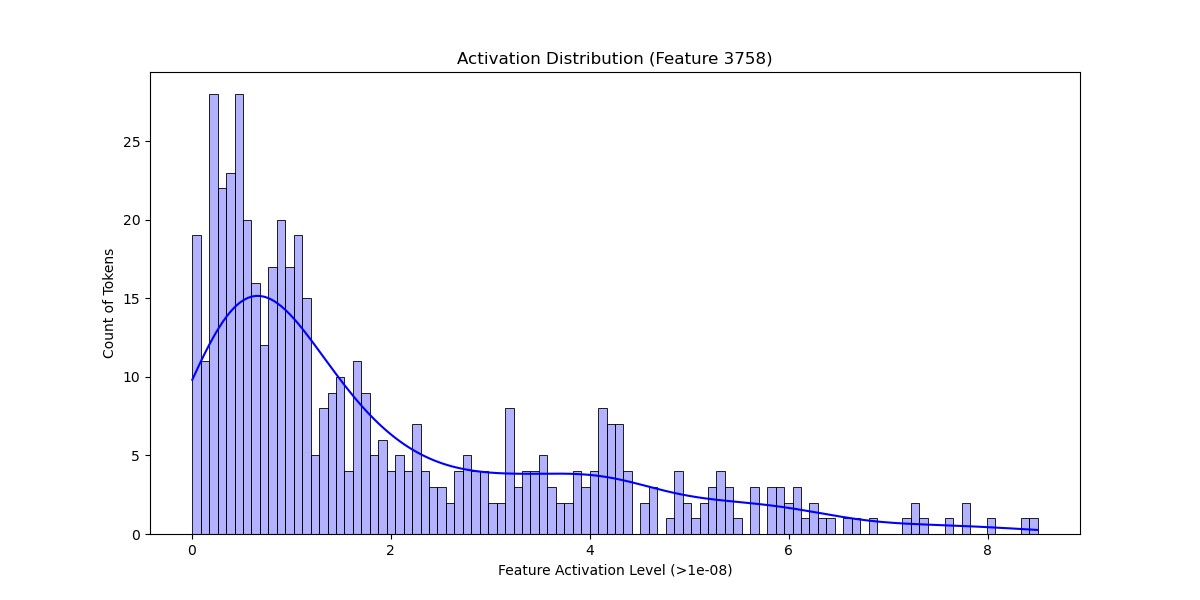 Activation Distribution (Feature 3758)
25
20
15
10
5
0
Count of Tokens
0 2 4 6 8
Feature Activation Level (>1e-08)